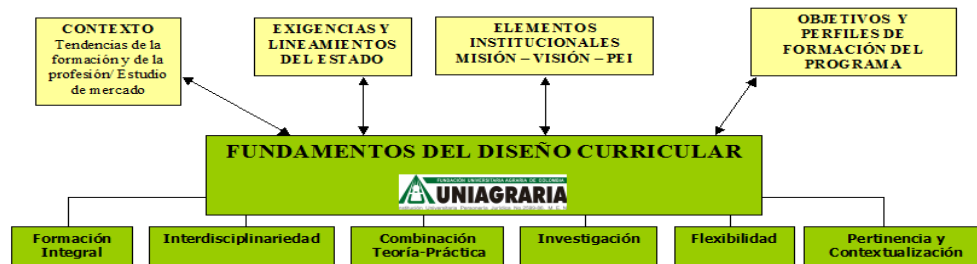 CONTEXTO
Tendencias de la
formación y de la
profesión/ Estudio
de mercado
EXIGENCIAS Y
LINEAMIENTOS
DEL ESTADO
ELEMENTOS
INSTITUCIONALES
MISIÓN – VISIÓN – PEI
OBJETIVOS Y
PERFILES DE
FORMACIÓN DEL
PROGRAMA
FUNDAMENTOS DEL DISEÑO CURRICULAR
FUNDACIÓN UNIVERSITARIA AGRARIA DE COLOMBIA
UNIAGRARIA
Formación
Integral
Interdisciplinariedad
Combinación
Teoría-Práctica
Investigación
Flexibilidad
Pertinencia y
Contextualización